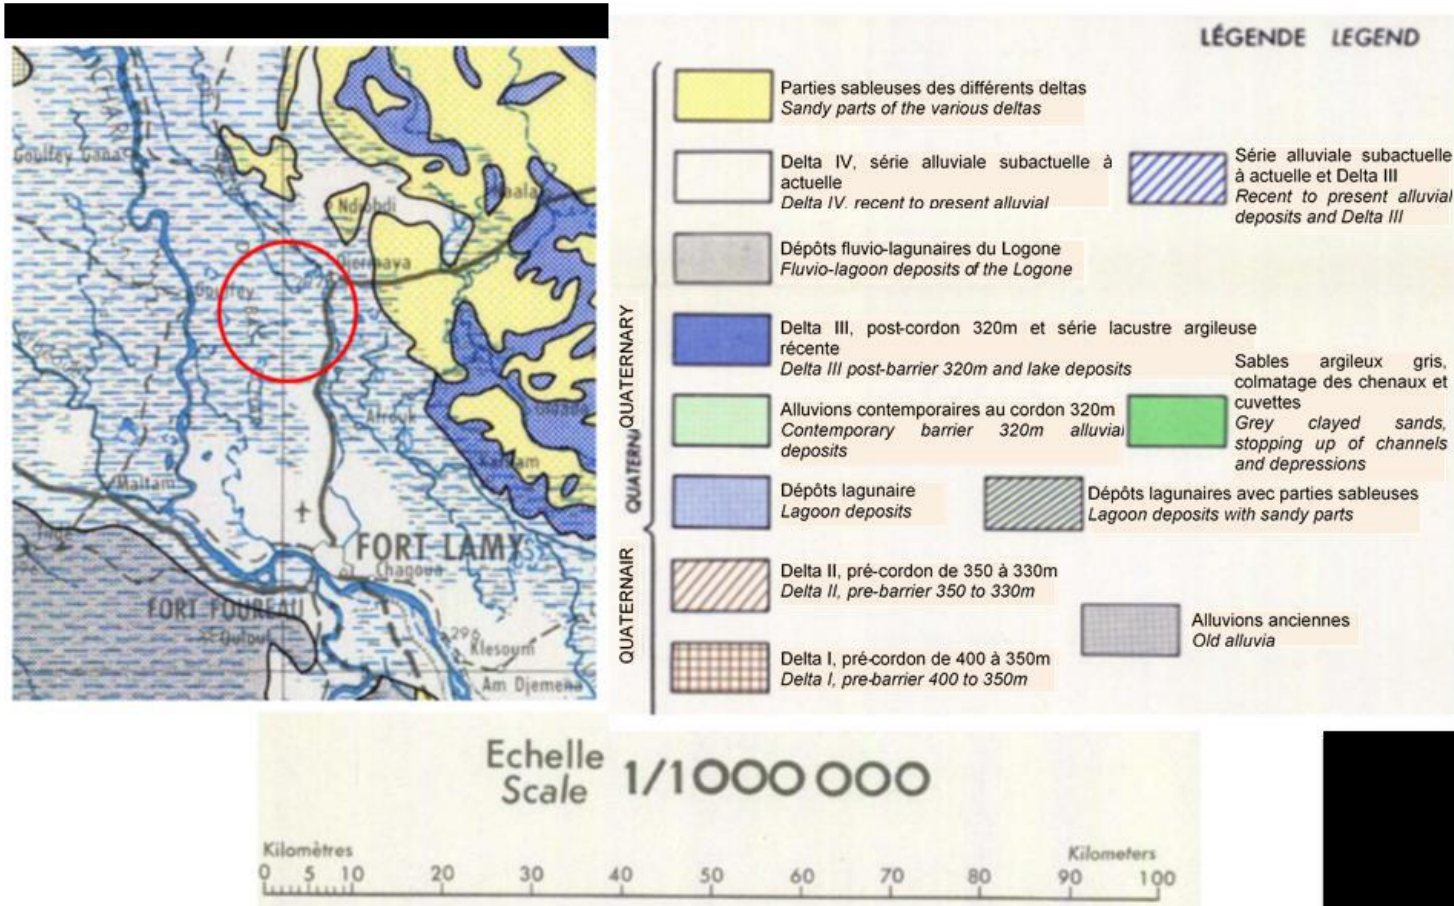 CHARI
Goulfey Gana
Ndjobdi
Djermaya
Goulfey
Afrouk
Maltam
FORT LAMY
Chagoua
FORT FOUREAU
296
Klesoum
Am Djemena
LÉGENDE LEGEND
QUATERNARY
QUATERNAIR
Parties sableuses des différents deltas
Sandy parts of the various deltas
Delta IV, série alluviale subactuelle à
actuelle
Delta IV, recent to present alluvial
Série alluviale subactuelle
à actuelle et Delta III
Recent to present alluvial
deposits and Delta III
Dépôts fluvio-lagunaires du Logone
Fluvio-lagoon deposits of the Logone
Delta III, post-cordon 320m et série lacustre argileuse
récente
Delta III post-barrier 320m and lake deposits
Sables argileux gris,
colmatage des chenaux et
cuvettes
Grey clayed sands,
stopping up of channels
and depressions
Alluvions contemporaires au cordon 320m
Contemporary barrier 320m alluvial
deposits
Dépôts lagunaire
Lagoon deposits
Dépôts lagunaires avec parties sableuses
Lagoon deposits with sandy parts
Delta II, pré-cordon de 350 à 330m
Delta II, pre-barrier 350 to 330m
Alluvions anciennes
Old alluvia
Delta I, pré-cordon de 400 à 350m
Delta I, pre-barrier 400 to 350m
Echelle
Scale
1/1000 000
Kilomètres
Kilometers
0 5 10 20 30 40 50 60 70 80 90 100